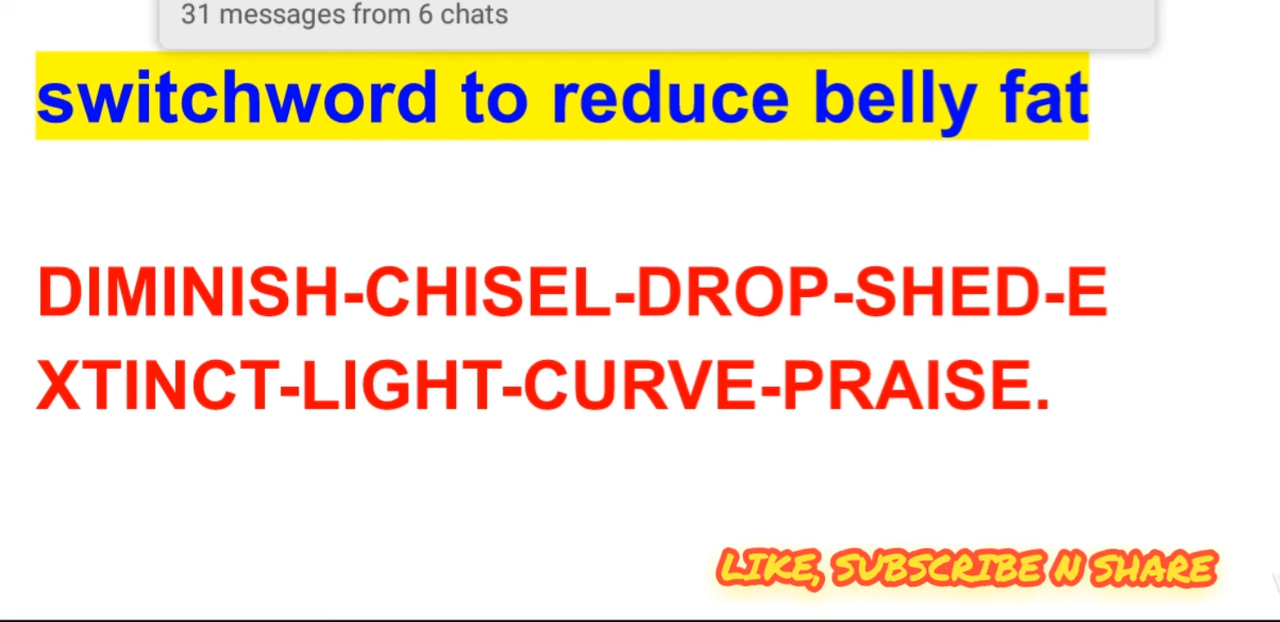 31 messages from 6 chats
switchword to reduce belly fat
DIMINISH-CHISEL-DROP-SHED-E
XTINCT-LIGHT-CURVE-PRAISE.
LIKE, SUBSCRIBE N SHARE